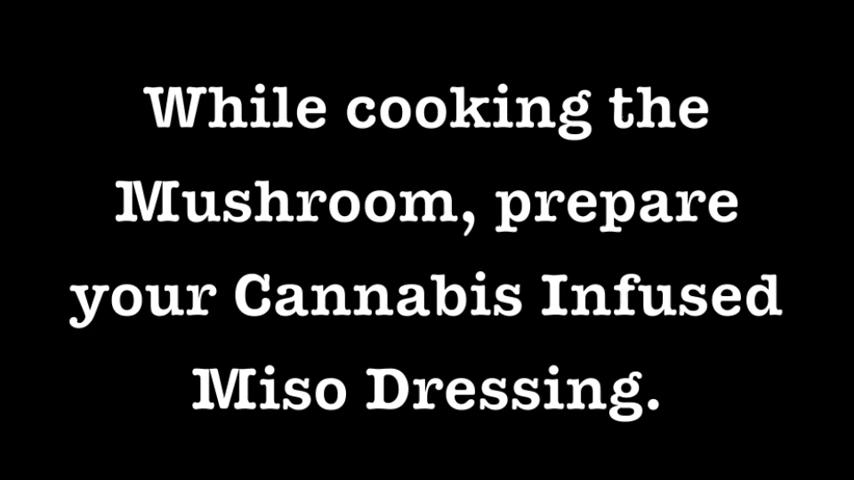 While cooking the
Mushroom, prepare
your Cannabis Infused
Miso Dressing.